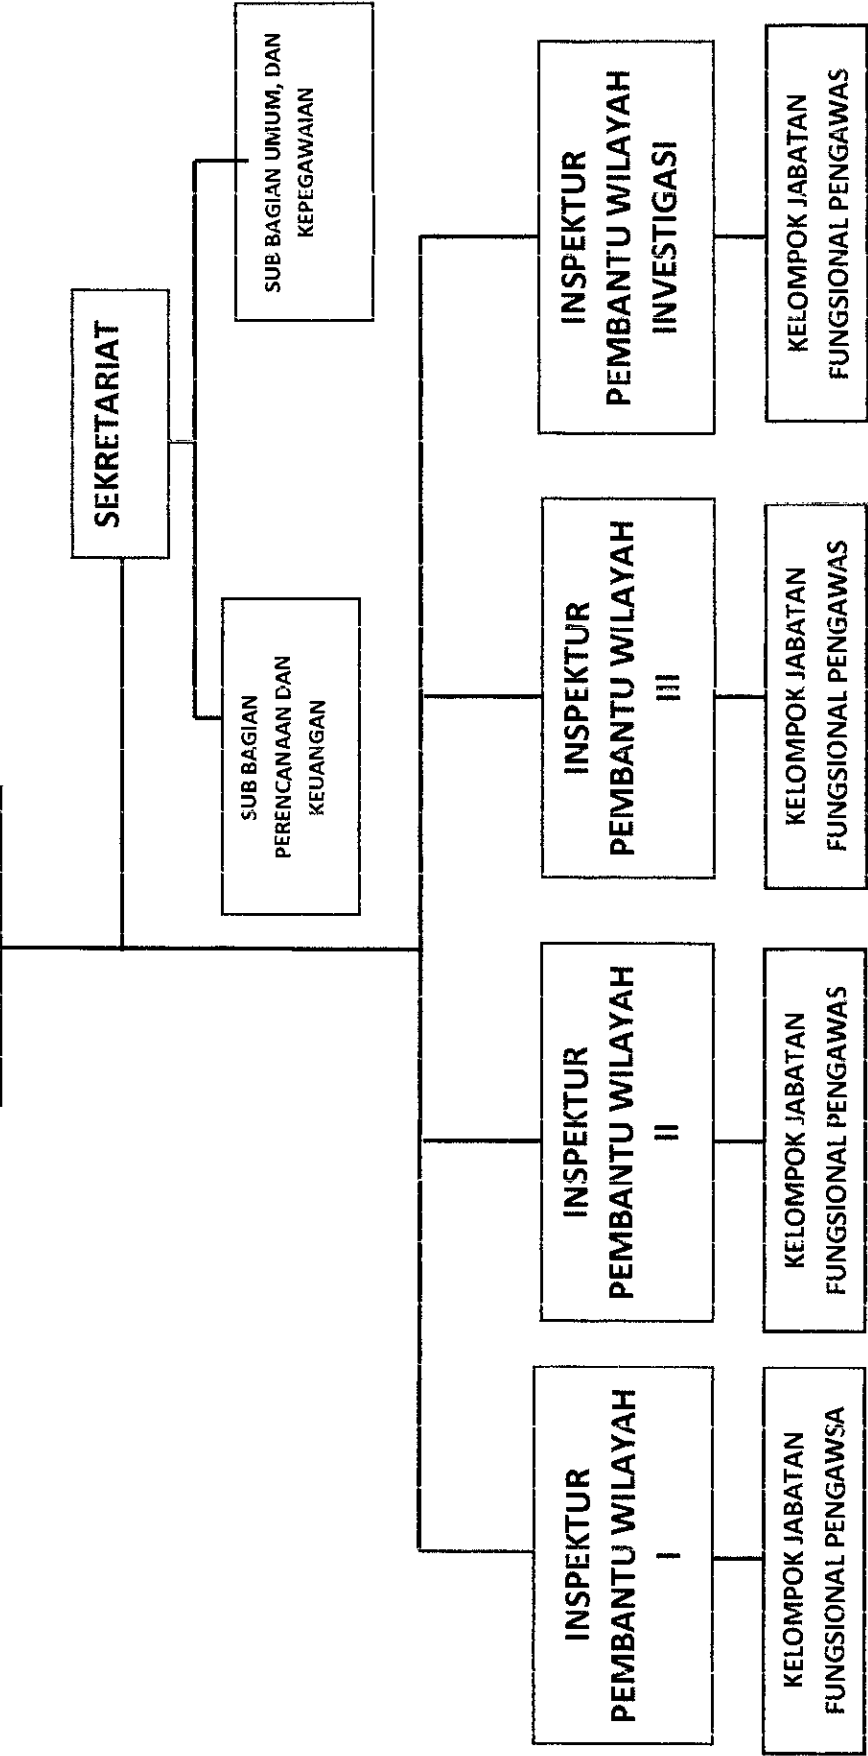 SEKRETARIAT
SUB BAGIAN
PERENCANAAN DAN
KEUANGAN
SUB BAGIAN UMUM, DAN
KEPEGAWAIAN
INSPEKTUR
PEMBANTU WILAYAH
I
INSPEKTUR
PEMBANTU WILAYAH
II
INSPEKTUR
PEMBANTU WILAYAH
III
INSPEKTUR
PEMBANTU WILAYAH
INVESTIGASI
KELOMPOK JABATAN
FUNGSIONAL PENGAWSA
KELOMPOK JABATAN
FUNGSIONAL PENGAWAS
KELOMPOK JABATAN
FUNGSIONAL PENGAWAS
KELOMPOK JABATAN
FUNGSIONAL PENGAWAS